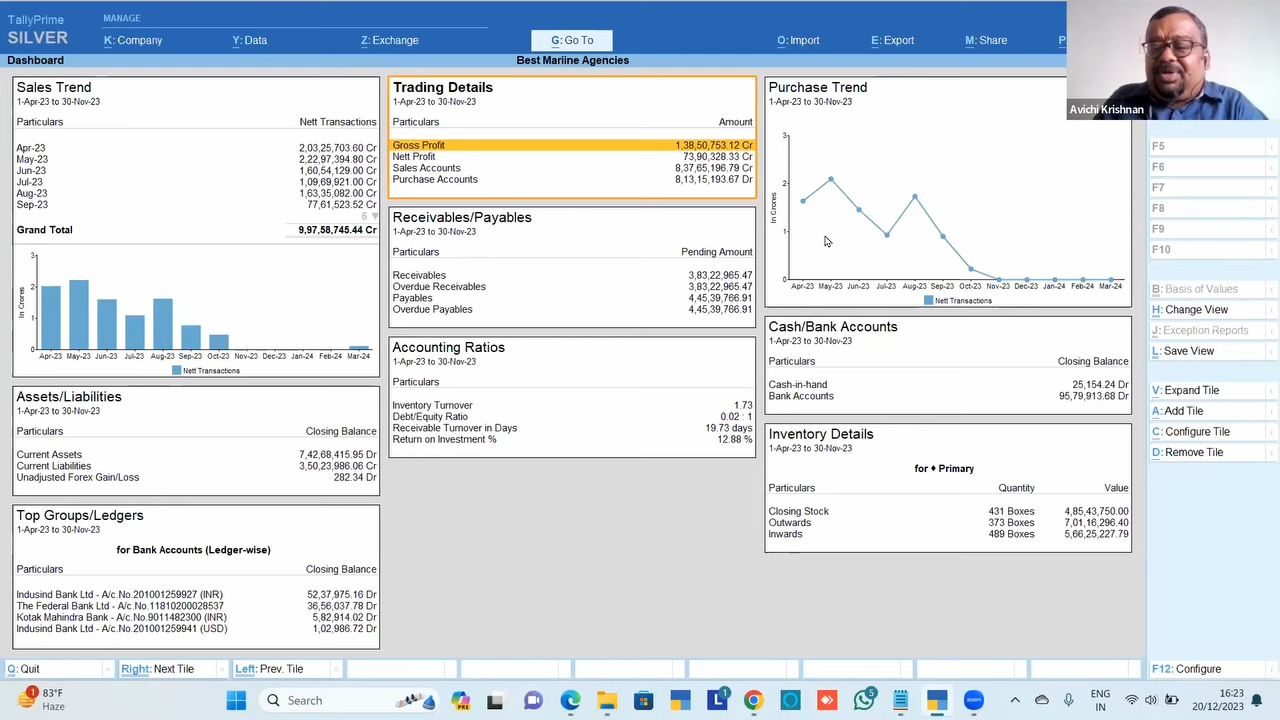 TallyPrime
SILVER
MANAGE
K: Company
Y: Data
Z: Exchange
G: Go To
O: Import
E: Export
M: Share
P
Dashboard
Best Mariine Agencies
Avichi Krishnan
Sales Trend
1-Apr-23 to 30-Nov-23
Particulars Nett Transactions
Apr-23 2,03,25,703.60 Cr
May-23 2,22,97,394.80 Cr
Jun-23 1,60,54,129.00 Cr
Jul-23 1,09,69,921.00 Cr
Aug-23 1,63,35,082.00 Cr
Sep-23 77,61,523.52 Cr
6 ▼
Grand Total 9,97,58,745.44 Cr
3
2
1
0
In Crores
Apr-23 May-23 Jun-23 Jul-23 Aug-23 Sep-23 Oct-23 Nov-23 Dec-23 Jan-24 Feb-24 Mar-24
Nett Transactions
Assets/Liabilities
1-Apr-23 to 30-Nov-23
Particulars Closing Balance
Current Assets 7,42,68,415.95 Dr
Current Liabilities 3,50,23,986.06 Cr
Unadjusted Forex Gain/Loss 282.34 Dr
Top Groups/Ledgers
1-Apr-23 to 30-Nov-23
for Bank Accounts (Ledger-wise)
Particulars Closing Balance
Indusind Bank Ltd - A/c.No.201001259927 (INR) 52,37,975.16 Dr
The Federal Bank Ltd - A/c.No.11810200028537 36,56,037.78 Dr
Kotak Mahindra Bank - A/c.No.9011482300 (INR) 5,82,914.02 Dr
Indusind Bank Ltd - A/c.No.201001259941 (USD) 1,02,986.72 Dr
Trading Details
1-Apr-23 to 30-Nov-23
Particulars Amount
Gross Profit 1,38,50,753.12 Cr
Nett Profit 73,90,328.33 Cr
Sales Accounts 8,37,65,196.79 Cr
Purchase Accounts 8,13,15,193.67 Dr
Receivables/Payables
1-Apr-23 to 30-Nov-23
Particulars Pending Amount
Receivables 3,83,22,965.47
Overdue Receivables 3,83,22,965.47
Payables 4,45,39,766.91
Overdue Payables 4,45,39,766.91
Accounting Ratios
1-Apr-23 to 30-Nov-23
Particulars
Inventory Turnover 1.73
Debt/Equity Ratio 0.02 : 1
Receivable Turnover in Days 19.73 days
Return on Investment % 12.88 %
Purchase Trend
1-Apr-23 to 30-Nov-23
3
2
1
0
In Crores
Apr-23 May-23 Jun-23 Jul-23 Aug-23 Sep-23 Oct-23 Nov-23 Dec-23 Jan-24 Feb-24 Mar-24
Nett Transactions
Cash/Bank Accounts
1-Apr-23 to 30-Nov-23
Particulars Closing Balance
Cash-in-hand 25,154.24 Dr
Bank Accounts 95,79,913.68 Dr
Inventory Details
1-Apr-23 to 30-Nov-23
for ♦ Primary
Particulars Quantity Value
Closing Stock 431 Boxes 4,85,43,750.00
Outwards 373 Boxes 7,01,16,296.40
Inwards 489 Boxes 5,66,25,227.79
F5
F6
F7
F8
F9
F10
B: Basis of Values
H: Change View
J: Exception Reports
L: Save View
V: Expand Tile
A: Add Tile
C: Configure Tile
D: Remove Tile
F12: Configure
Q: Quit
Right: Next Tile
Left: Prev. Tile
1
83°F
Haze
Search
PRE
L
1
5
ENG
IN
16:23
20/12/2023